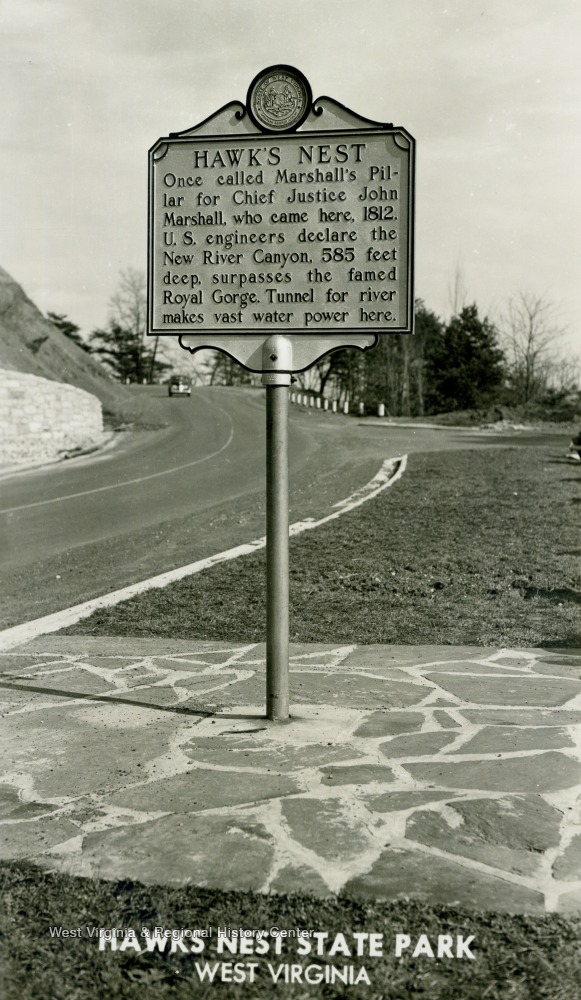 HAWK'S NEST
Once called Marshall's Pil-
lar for Chief Justice John
Marshall, who came here, 1812.
U. S. engineers declare the
New River Canyon, 585 feet
deep, surpasses the famed
Royal Gorge. Tunnel for river
makes vast water power here.
West Virginia & Regional History Center
HAWKS NEST STATE PARK
WEST VIRGINIA